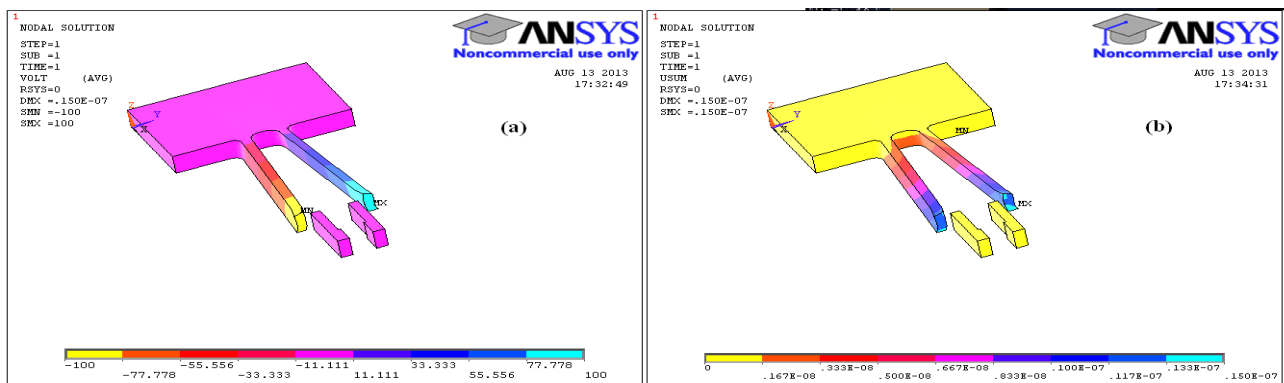 1
NODAL SOLUTION
STEP=1
SUB =1
TIME=1
VOLT (AVG)
RSYS=0
DMX =.150E-07
SMN =-100
SMX =100
ANSYS
Noncommercial use only
AUG 13 2013
17:32:49
(a)
Z
Y
X
MN
MX
-100
-77.778
-55.556
-33.333
-11.111
11.111
33.333
55.556
77.778
100
1
NODAL SOLUTION
STEP=1
SUB =1
TIME=1
USUM (AVG)
RSYS=0
DMX =.150E-07
SMX =.150E-07
ANSYS
Noncommercial use only
AUG 13 2013
17:34:31
(b)
Z
Y
X
MN
MX
0
.167E-08
.333E-08
.500E-08
.667E-08
.833E-08
.100E-07
.117E-07
.133E-07
.150E-07